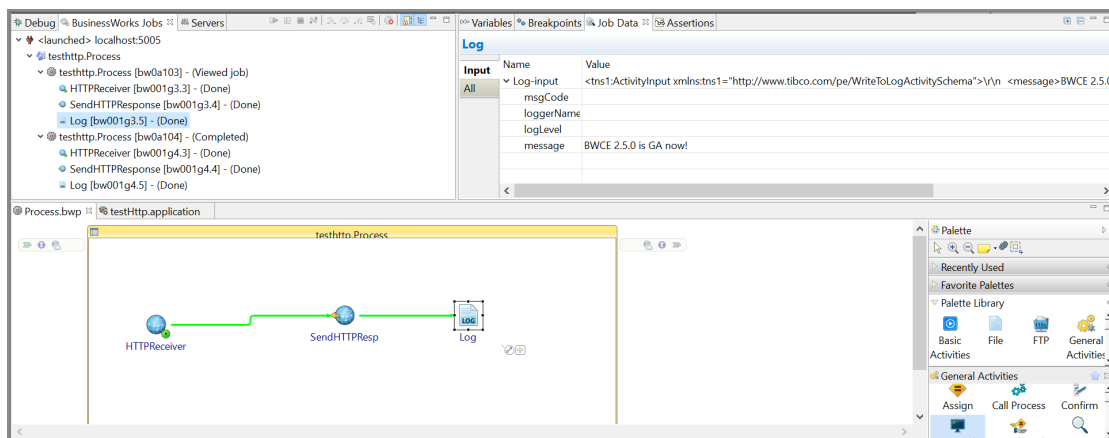 Debug BusinessWorks Jobs Servers
<launched> localhost:5005
testhttp.Process
testhttp.Process [bw0a103] - (Viewed job)
HTTPReceiver [bw001g3.3] - (Done)
SendHTTPResponse [bw001g3.4] - (Done)
Log [bw001g3.5] - (Done)
testhttp.Process [bw0a104] - (Completed)
HTTPReceiver [bw001g4.3] - (Done)
SendHTTPResponse [bw001g4.4] - (Done)
Log [bw001g4.5] - (Done)
Variables Breakpoints Job Data Assertions
Log
Input
All
Name Value
Log-input <tns1:ActivityInput xmlns:tns1="http://www.tibco.com/pe/WriteToLogActivitySchema">\r\n <message>BWCE 2.5.0
msgCode
loggerName
logLevel
message BWCE 2.5.0 is GA now!
Process.bwp testHttp.application
testhttp.Process
HTTPReceiver
SendHTTPResp
LOG
Log
Palette
Recently Used
Favorite Palettes
Palette Library
Basic Activities
File
FTP
General Activities
General Activities
Assign
Call Process
Confirm